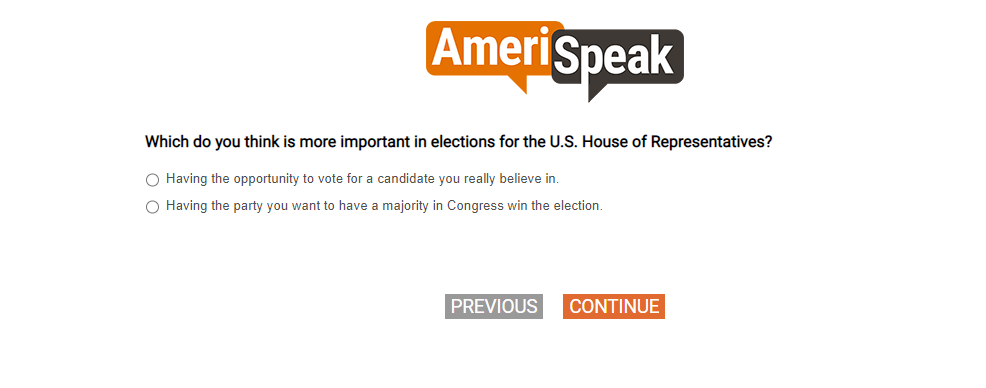 AmeriSpeak
Which do you think is more important in elections for the U.S. House of Representatives?
Having the opportunity to vote for a candidate you really believe in.
Having the party you want to have a majority in Congress win the election.
PREVIOUS CONTINUE